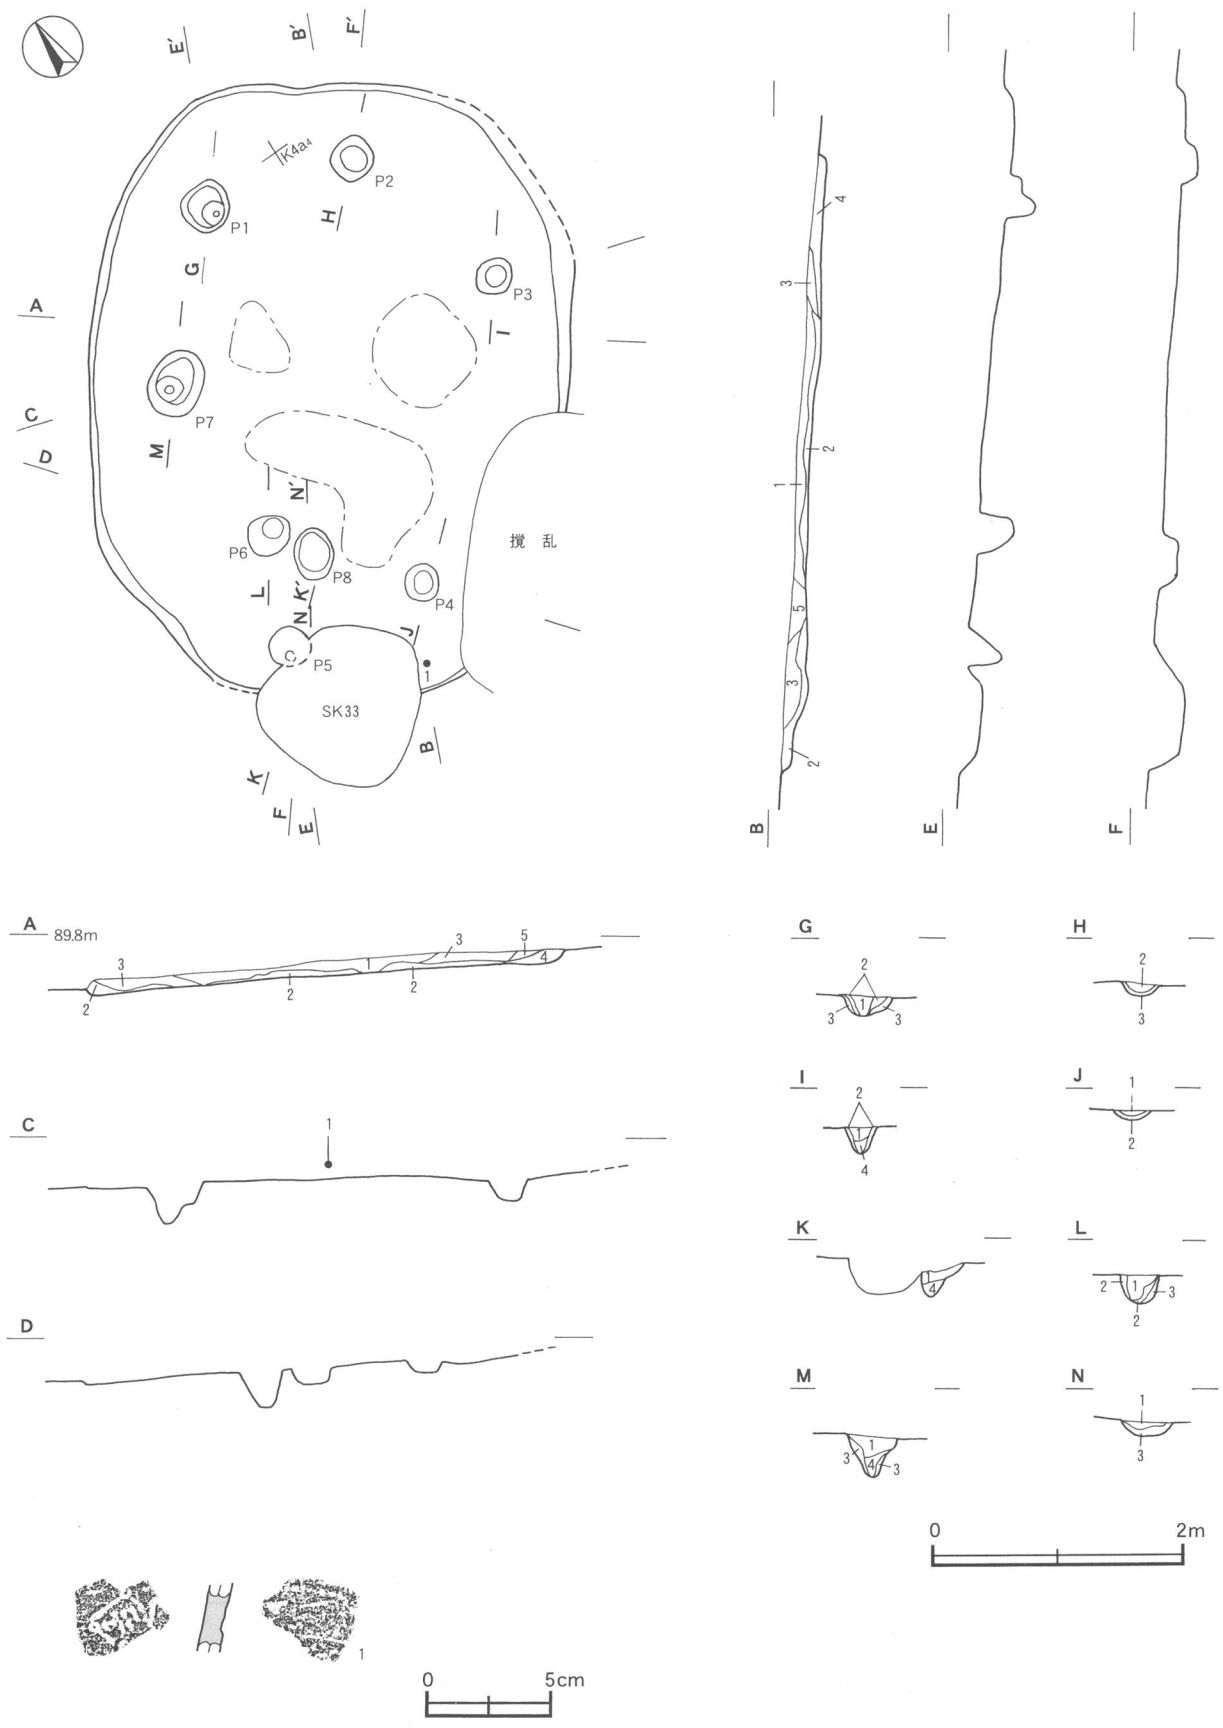 E' B' F'
K4a4
P2
H
P1
G
P3
A
I
P7
C
M
D
N'
P6
P8
L K'
N
P4
J
P5
1
SK33
B
K
F
E
撹 乱
4
3
2
1
5
3
2
B E F
A 89.8m
3 1 3 5 4
2 2 2
C 1
D
G
2
1
3 3
H
2
3
I
2
1
4
J
1
2
K
1
4
L
2 1 3
2
M
1
3 4 3
N
1
3
0 2m
1
0 5cm